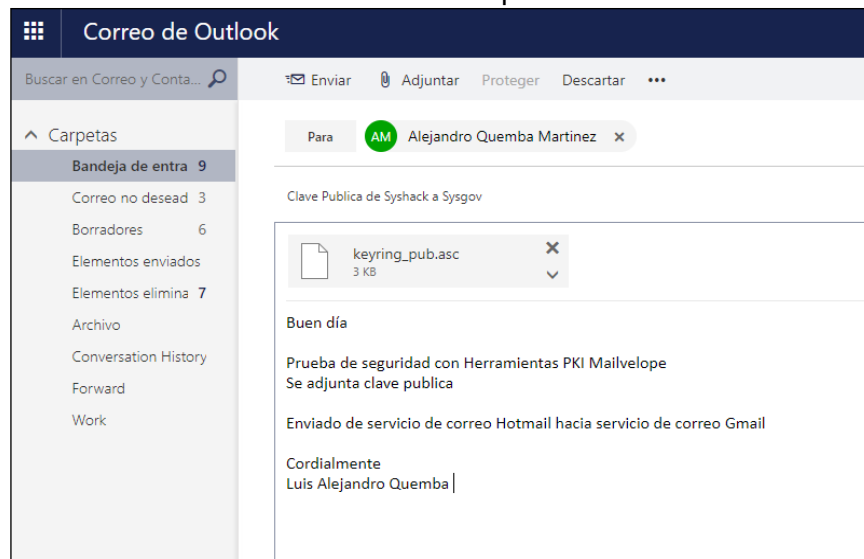 Correo de Outlook
Buscar en Correo y Conta...
Enviar Adjuntar Proteger Descartar •••
Carpetas
Bandeja de entra 9
Correo no desead 3
Borradores 6
Elementos enviados
Elementos elimina 7
Archivo
Conversation History
Forward
Work
Para AM Alejandro Quemba Martinez ×
Clave Publica de Syshack a Sysgov
keyring_pub.asc
3 KB
Buen día
Prueba de seguridad con Herramientas PKI Mailvelope
Se adjunta clave publica
Enviado de servicio de correo Hotmail hacia servicio de correo Gmail
Cordialmente
Luis Alejandro Quemba